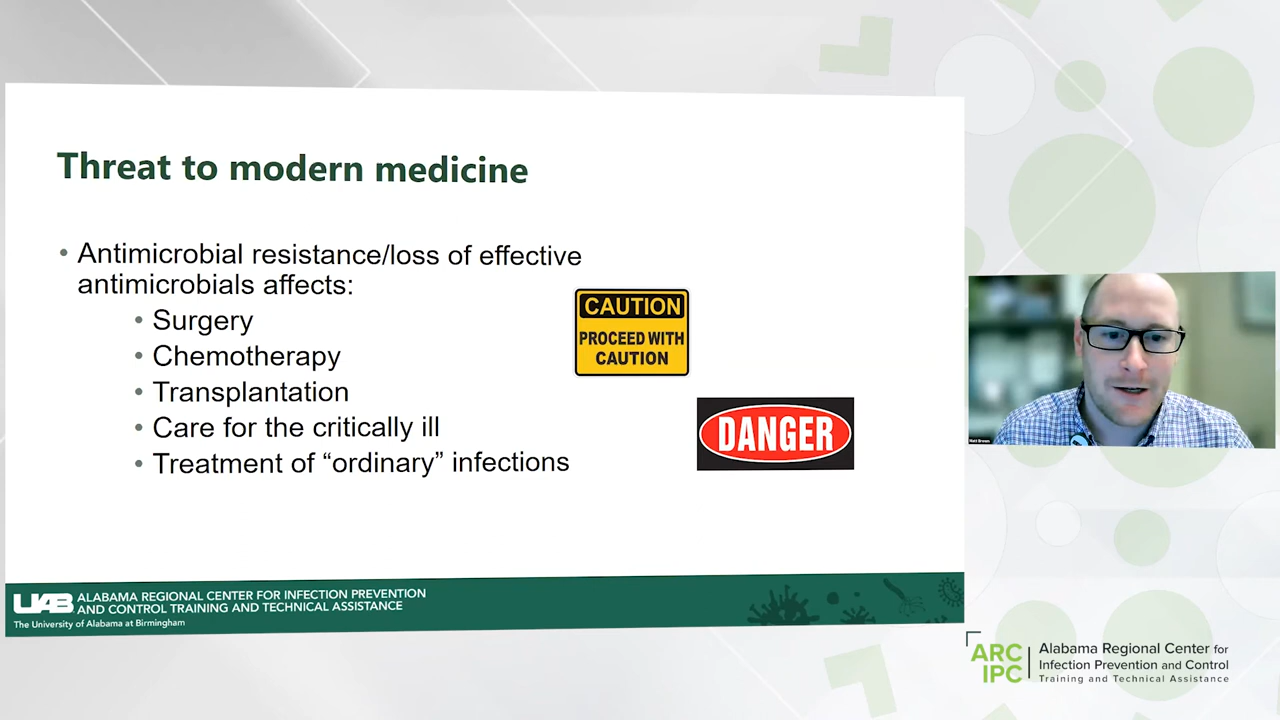 Threat to modern medicine
• Antimicrobial resistance/loss of effective
antimicrobials affects:
• Surgery
• Chemotherapy
• Transplantation
• Care for the critically ill
• Treatment of “ordinary” infections
CAUTION
PROCEED WITH
CAUTION
DANGER
Matt Brown
UAB
ALABAMA REGIONAL CENTER FOR INFECTION PREVENTION
AND CONTROL TRAINING AND TECHNICAL ASSISTANCE
The University of Alabama at Birmingham
ARC
IPC
Alabama Regional Center for
Infection Prevention and Control
Training and Technical Assistance